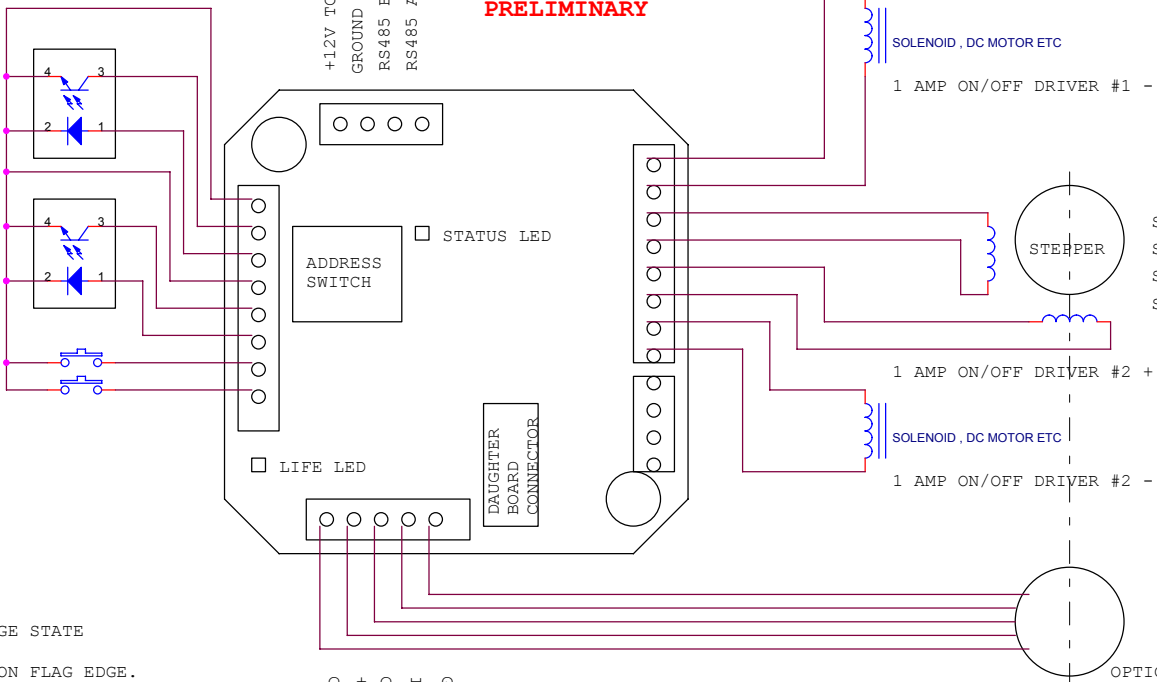 PRELIMINARY
+12V TO
GROUND
RS485
RS485 A
SOLENOID , DC MOTOR ETC
1 AMP ON/OFF DRIVER #1 -
4 3
2 1
4 3
2 1
STATUS LED
ADDRESS
SWITCH
STEPPER
S
S
S
S
1 AMP ON/OFF DRIVER #2 +
SOLENOID , DC MOTOR ETC
1 AMP ON/OFF DRIVER #2 -
LIFE LED
DAUGHTER
BOARD
CONNECTOR
GE STATE
ON FLAG EDGE.
OPTIC